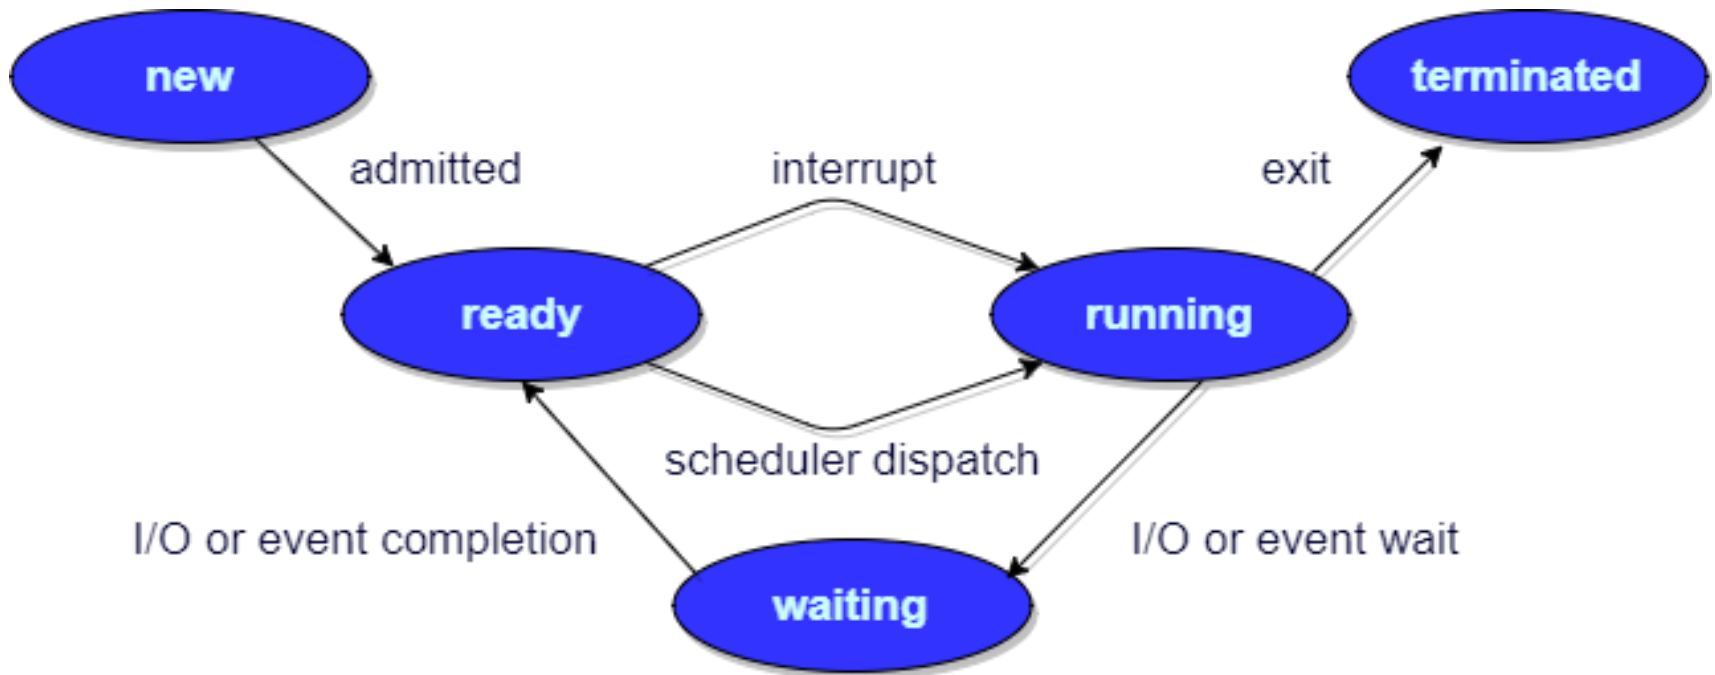 new
terminated
admitted
interrupt
exit
ready
running
scheduler dispatch
I/O or event completion
I/O or event wait
waiting